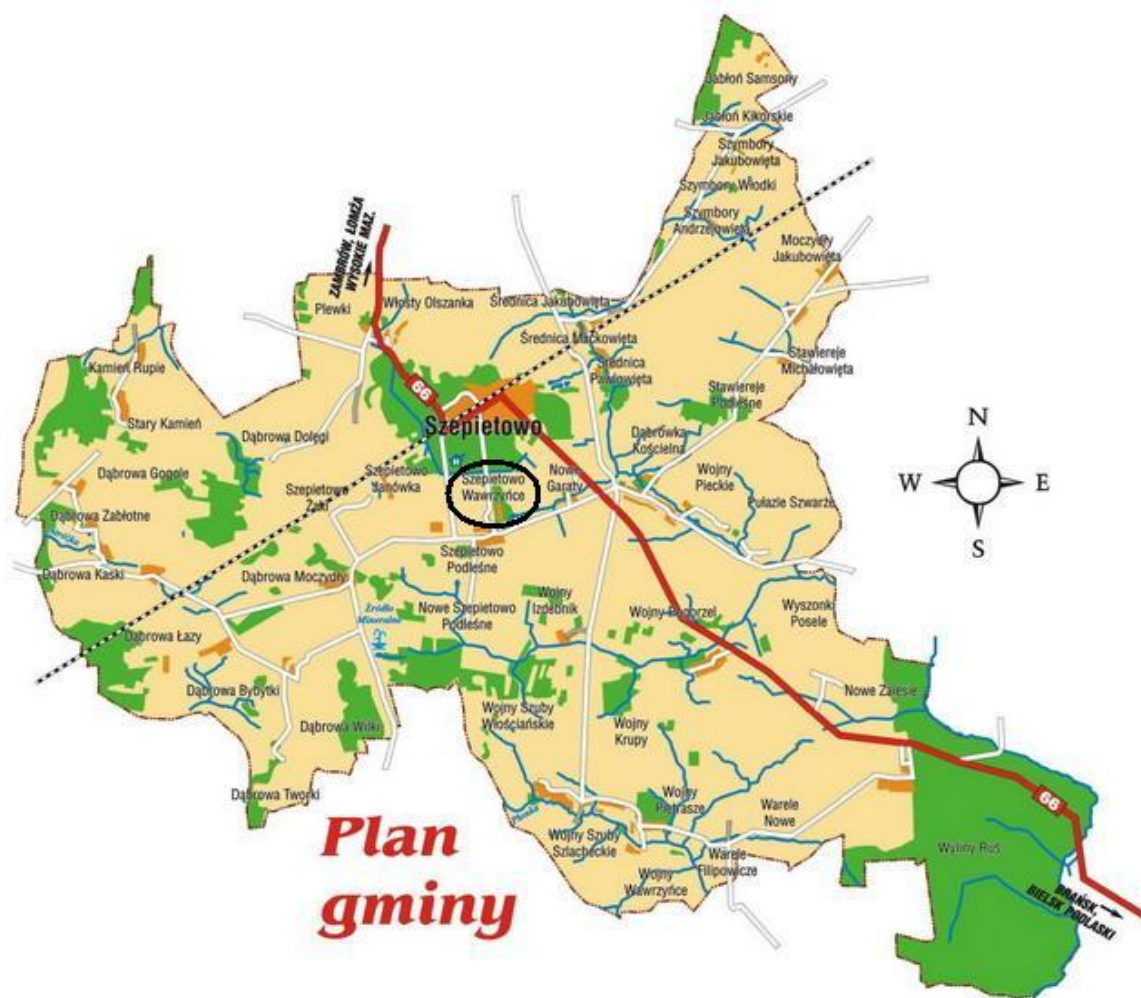 Jabłoń Samsony
Jabłoń Kikorskie
Szymbory
Jakubowięta
Szymbory Włodki
Szymbory
Andrzejowięta
Moczydły
Jakubowięta
ZAMBRÓW, ŁOMŻA
WYSOKIE MAZ.
Plewki
Włosty Olszanka
Średnica Jakubowięta
Średnica Maćkowięta
Średnica
Pawłowięta
Stawiereje
Michałowięta
Stawiereje
Podleśne
Kamień Rupie
Stary Kamień
66
Szepietowo
Dąbrowa Dołęgi
Dąbrówka
Kościelna
Dąbrowa Gogole
Szepietowo
Janówka
Szepietowo
Wawrzyńce
Nowe
Garaty
Wojny
Pieckie
Szepietowo
Żaki
Pułazie Szwarże
Dąbrowa Zabłotne
Dąbrowa Kaski
Szepietowo
Podleśne
Dąbrowa Moczydły
Nowe Szepietowo
Podleśne
Wojny
Izdebnik
Wojny Pogorzel
Wyszonki
Posele
Źródło
Mineralne
Dąbrowa Łazy
Dąbrowa Bybytki
Nowe Zalesie
Dąbrowa Wilki
Wojny Szuby
Włościańskie
Wojny
Krupy
Dąbrowa Tworki
Wojny
Pietrasze
Warele
Nowe
66
Płonka
Wojny Szuby
Szlacheckie
Warele
Filipowicze
Wyliny Ruś
Wojny
Wawrzyńce
BRAŃSK,
BIELSK PODLASKI
N
W
E
S
Plan
gminy